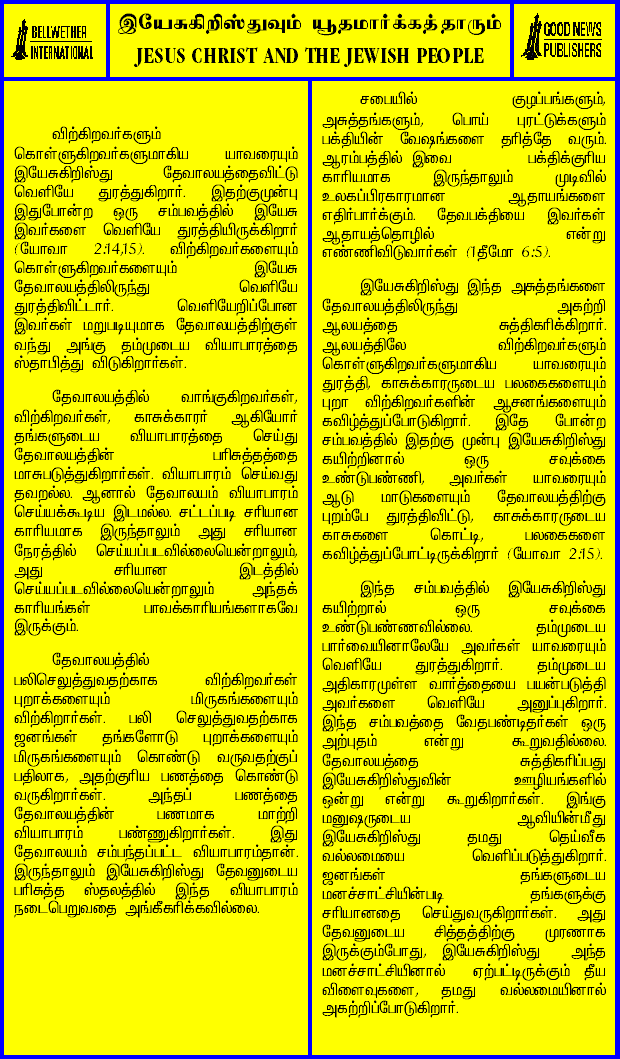 BELLWETHER
INTERNATIONAL
இயேசுகிறிஸ்துவும் யூதமார்க்கத்தாரும்
JESUS CHRIST AND THE JEWISH PEOPLE
GOOD NEWS
PUBLISHERS
விற்கிறவர்களும்
கொள்ளுகிறவர்களுமாகிய யாவரையும்
இயேசுகிறிஸ்து தேவாலயத்தைவிட்டு
வெளியே துரத்துகிறார். இதற்குமுன்பு
இதுபோன்ற ஒரு சம்பவத்தில் இயேசு
இவர்களை வெளியே துரத்தியிருக்கிறார்
(யோவா 2:14,15). விற்கிறவர்களையும்
கொள்ளுகிறவர்களையும் இயேசு
தேவாலயத்திலிருந்து வெளியே
துரத்திவிட்டார். வெளியேறிப்போன
இவர்கள் மறுபடியுமாக தேவாலயத்திற்குள்
வந்து அங்கு தம்முடைய வியாபாரத்தை
ஸ்தாபித்து விடுகிறார்கள்.
தேவாலயத்தில் வாங்குகிறவர்கள்,
விற்கிறவர்கள், காசுக்காரர் ஆகியோர்
தங்களுடைய வியாபாரத்தை செய்து
தேவாலயத்தின் பரிசுத்தத்தை
மாசுபடுத்துகிறார்கள். வியாபாரம் செய்வது
தவறல்ல. ஆனால் தேவாலயம் வியாபாரம்
செய்யக்கூடிய இடமல்ல. சட்டப்படி சரியான
காரியமாக இருந்தாலும் அது சரியான
நேரத்தில் செய்யப்படவில்லையென்றாலும்,
அது சரியான இடத்தில்
செய்யப்படவில்லையென்றாலும் அந்தக்
காரியங்கள் பாவக்காரியங்களாகவே
இருக்கும்.
தேவாலயத்தில்
பலிசெலுத்துவதற்காக விற்கிறவர்கள்
புறாக்களையும் மிருகங்களையும்
விற்கிறார்கள். பலி செலுத்துவதற்காக
ஜனங்கள் தங்களோடு புறாக்களையும்
மிருகங்களையும் கொண்டு வருவதற்குப்
பதிலாக, அதற்குரிய பணத்தை கொண்டு
வருகிறார்கள். அந்தப் பணத்தை
தேவாலயத்தின் பணமாக மாற்றி
வியாபாரம் பண்ணுகிறார்கள். இது
தேவாலயம் சம்பந்தப்பட்ட வியாபாரம்தான்.
இருந்தாலும் இயேசுகிறிஸ்து தேவனுடைய
பரிசுத்த ஸ்தலத்தில் இந்த வியாபாரம்
நடைபெறுவதை அங்கீகரிக்கவில்லை.
சபையில் குழப்பங்களும்,
அசுத்தங்களும், பொய் புரட்டுக்களும்
பக்தியின் வேஷங்களை தரித்தே வரும்.
ஆரம்பத்தில் இவை பக்திக்குரிய
காரியமாக இருந்தாலும் முடிவில்
உலகப்பிரகாரமான ஆதாயங்களை
எதிர்பார்க்கும். தேவபக்தியை இவர்கள்
ஆதாயத்தொழில் என்று
எண்ணிவிடுவார்கள் (1தீமோ 6:5).
இயேசுகிறிஸ்து இந்த அசுத்தங்களை
தேவாலயத்திலிருந்து அகற்றி
ஆலயத்தை சுத்திகரிக்கிறார்.
ஆலயத்திலே விற்கிறவர்களும்
கொள்ளுகிறவர்களுமாகிய யாவரையும்
துரத்தி, காசுக்காரருடைய பலகைகளையும்
புறா விற்கிறவர்களின் ஆசனங்களையும்
கவிழ்த்துப்போடுகிறார். இதே போன்ற
சம்பவத்தில் இதற்கு முன்பு இயேசுகிறிஸ்து
கயிற்றினால் ஒரு சவுக்கை
உண்டுபண்ணி, அவர்கள் யாவரையும்
ஆடு மாடுகளையும் தேவாலயத்திற்கு
புறம்பே துரத்திவிட்டு, காசுக்காரருடைய
காசுகளை கொட்டி, பலகைகளை
கவிழ்த்துப்போட்டிருக்கிறார் (யோவா 2:15).
இந்த சம்பவத்தில் இயேசுகிறிஸ்து
கயிற்றால் ஒரு சவுக்கை
உண்டுபண்ணவில்லை. தம்முடைய
பார்வையினாலேயே அவர்கள் யாவரையும்
வெளியே துரத்துகிறார். தம்முடைய
அதிகாரமுள்ள வார்த்தையை பயன்படுத்தி
அவர்களை வெளியே அனுப்புகிறார்.
இந்த சம்பவத்தை வேதபண்டிதர்கள் ஒரு
அற்புதம் என்று கூறுவதில்லை.
தேவாலயத்தை சுத்திகரிப்பது
இயேசுகிறிஸ்துவின் ஊழியங்களில்
ஒன்று என்று கூறுகிறார்கள். இங்கு
மனுஷருடைய ஆவியின்மீது
இயேசுகிறிஸ்து தமது தெய்வீக
வல்லமையை வெளிப்படுத்துகிறார்.
ஜனங்கள் தங்களுடைய
மனச்சாட்சியின்படி தங்களுக்கு
சரியானதை செய்துவருகிறார்கள். அது
தேவனுடைய சித்தத்திற்கு முரணாக
இருக்கும்போது, இயேசுகிறிஸ்து அந்த
மனச்சாட்சியினால் ஏற்பட்டிருக்கும் தீய
விளைவுகளை, தமது வல்லமையினால்
அகற்றிப்போடுகிறார்.